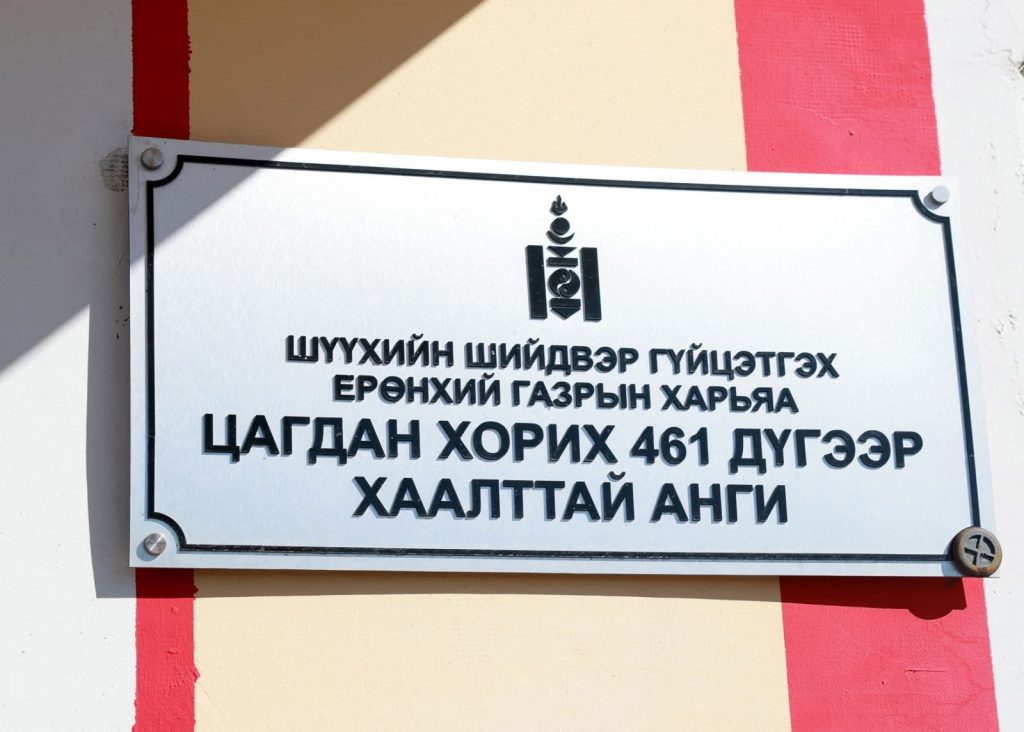 ШҮҮХИЙН ШИЙДВЭР ГҮЙЦЭТГЭХ
ЕРӨНХИЙ ГАЗРЫН ХАРЬЯА
ЦАГДАН ХОРИХ 461 ДҮГЭЭР
ХААЛТТАЙ АНГИ